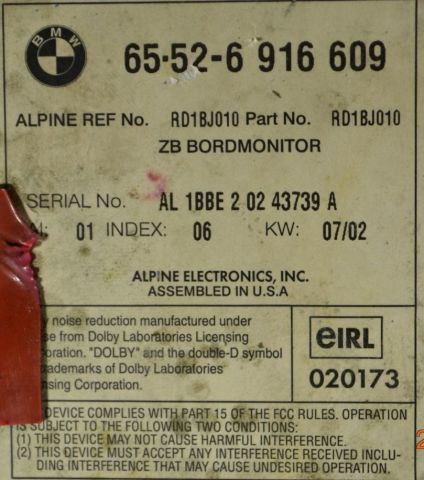 BMW
65-52-6 916 609
ALPINE REF No. RD1BJ010 Part No. RD1BJ010
ZB BORDMONITOR
SERIAL No. AL 1BBE 2 02 43739 A
01 INDEX: 06 KW: 07/02
ALPINE ELECTRONICS, INC.
ASSEMBLED IN U.S.A
noise reduction manufactured under
from Dolby Laboratories Licensing
"DOLBY" and the double-D symbol
of Dolby Laboratories
Corporation.
eIRL
020173
DEVICE COMPLIES WITH PART 15 OF THE FCC RULES. OPERATION
IS SUBJECT TO THE FOLLOWING TWO CONDITIONS:
(1) THIS DEVICE MAY NOT CAUSE HARMFUL INTERFERENCE.
(2) THIS DEVICE MUST ACCEPT ANY INTERFERENCE RECEIVED INCLU-
DING INTERFERENCE THAT MAY CAUSE UNDESIRED OPERATION.